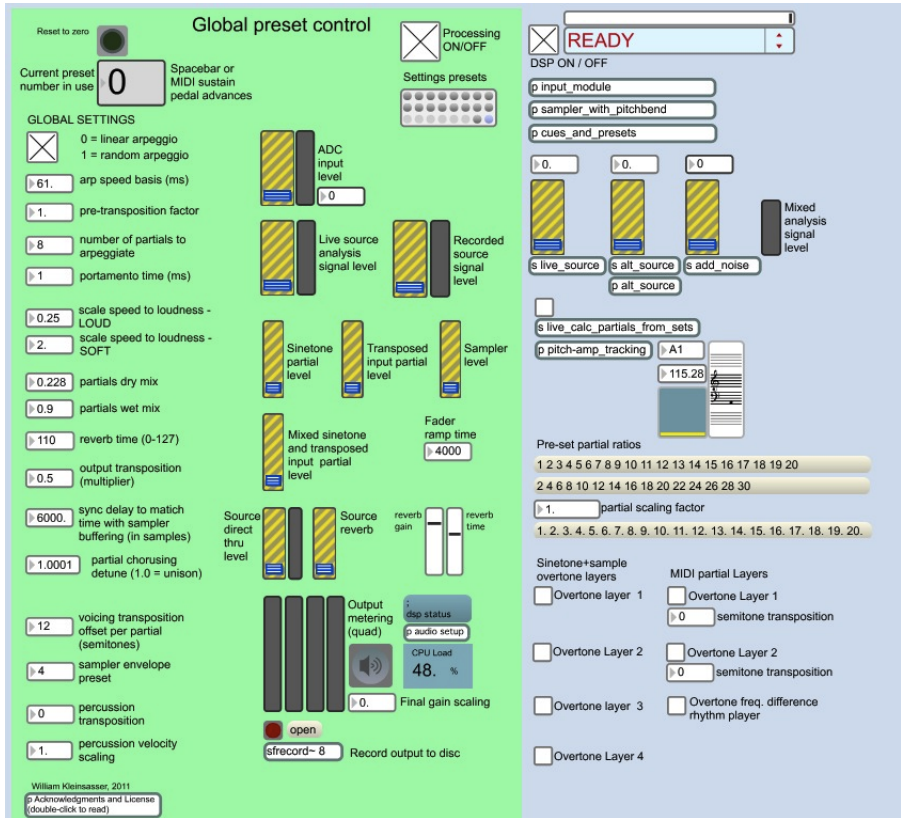 Global preset control
Reset to zero
Processing
ON/OFF
Current preset
number in use
0
Spacebar or
MIDI sustain
pedal advances
Settings presets
GLOBAL SETTINGS
0 = linear arpeggio
1 = random arpeggio
61.
arp speed basis (ms)
1.
pre-transposition factor
8
number of partials to
arpeggiate
1
portamento time (ms)
0.25
scale speed to loudness -
LOUD
2.
scale speed to loudness -
SOFT
0.228
partials dry mix
0.9
partials wet mix
110
reverb time (0-127)
0.5
output transposition
(multiplier)
6000.
sync delay to matich
time with sampler
buffering (in samples)
1.0001
partial chorusing
detune (1.0 = unison)
12
voicing transposition
offset per partial
(semitones)
4
sampler envelope
preset
0
percussion
transposition
1.
percussion velocity
scaling
William Kleinsasser, 2011
p Acknowledgments and License
(double-click to read)
ADC
input
level
0
Live source
analysis
signal level
Recorded
source
signal
level
Sinetone
partial
level
Transposed
input partial
level
Sampler
level
Mixed sinetone
and transposed
input partial
level
Fader
ramp time
4000
Source
direct
thru
level
Source
reverb
reverb
gain
reverb
time
Output
metering
(quad)
;
dsp status
p audio setup
CPU Load
48. %
0.
Final gain scaling
open
sfrecord~ 8
Record output to disc
READY
DSP ON / OFF
p input_module
p sampler_with_pitchbend
p cues_and_presets
0.
0.
0
Mixed
analysis
signal
level
s live_source
s alt_source
s add_noise
p alt_source
s live_calc_partials_from_sets
p pitch-amp_tracking
A1
115.28
Pre-set partial ratios
1 2 3 4 5 6 7 8 9 10 11 12 13 14 15 16 17 18 19 20
2 4 6 8 10 12 14 16 18 20 22 24 26 28 30
1.
partial scaling factor
1. 2. 3. 4. 5. 6. 7. 8. 9. 10. 11. 12. 13. 14. 15. 16. 17. 18. 19. 20.
Sinetone+sample
overtone layers
MIDI partial Layers
Overtone layer 1
Overtone Layer 1
0
semitone transposition
Overtone Layer 2
Overtone Layer 2
0
semitone transposition
Overtone layer 3
Overtone freq. difference
rhythm player
Overtone Layer 4